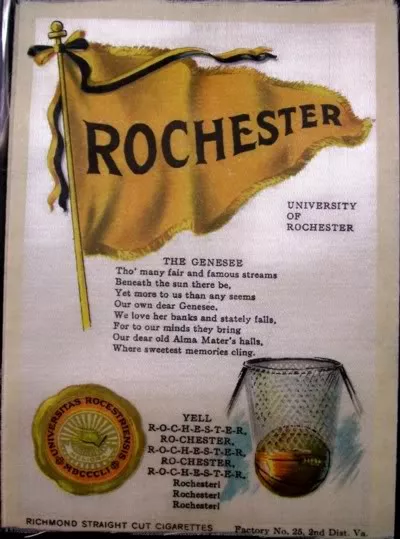 ROCHESTER
UNIVERSITY
OF
ROCHESTER
THE GENESEE
Tho' many fair and famous streams
Beneath the sun there be,
Yet more to us than any seems
Our own dear Genesee.
We love her banks and stately falls,
For to our minds they bring
Our dear old Alma Mater's halls,
Where sweetest memories cling.
UNIVERSITAS ROCESTRIENSIS
MDCCCLI
YELL
R-O-C-H-E-S-T-E-R,
RO-CHESTER,
R-O-C-H-E-S-T-E-R,
RO-CHESTER,
R-O-C-H-E-S-T-E-R,
Rochester!
Rochester!
Rochester!
RICHMOND STRAIGHT CUT CIGARETTES
Factory No. 25, 2nd Dist. Va.